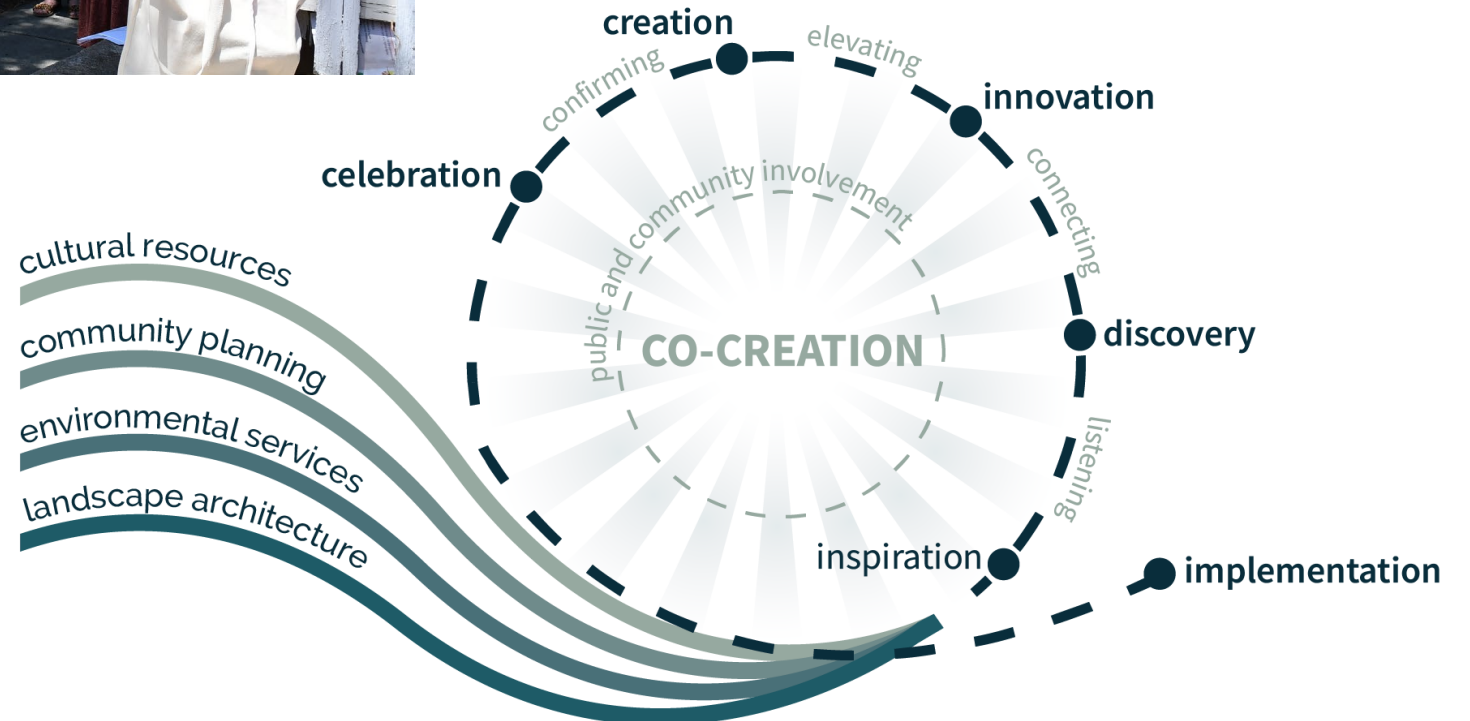 creation
elevating
confirming
innovation
connecting
celebration
public and community involvement
cultural resources
CO-CREATION
discovery
community planning
environmental services
listening
landscape architecture
inspiration
implementation